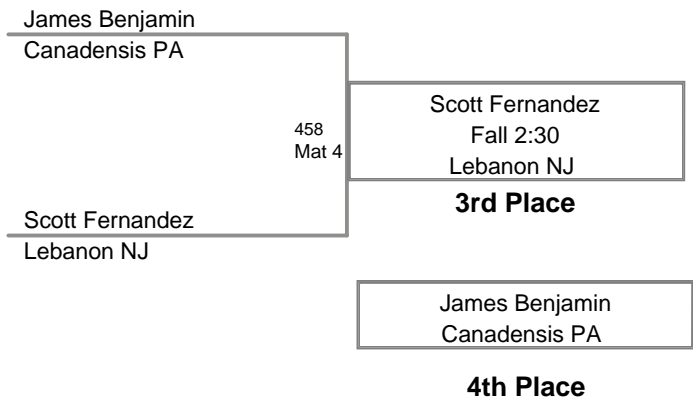 James Benjamin
Canadensis PA
458
Mat 4
Scott Fernandez
Fall 2:30
Lebanon NJ
3rd Place
Scott Fernandez
Lebanon NJ
James Benjamin
Canadensis PA
4th Place